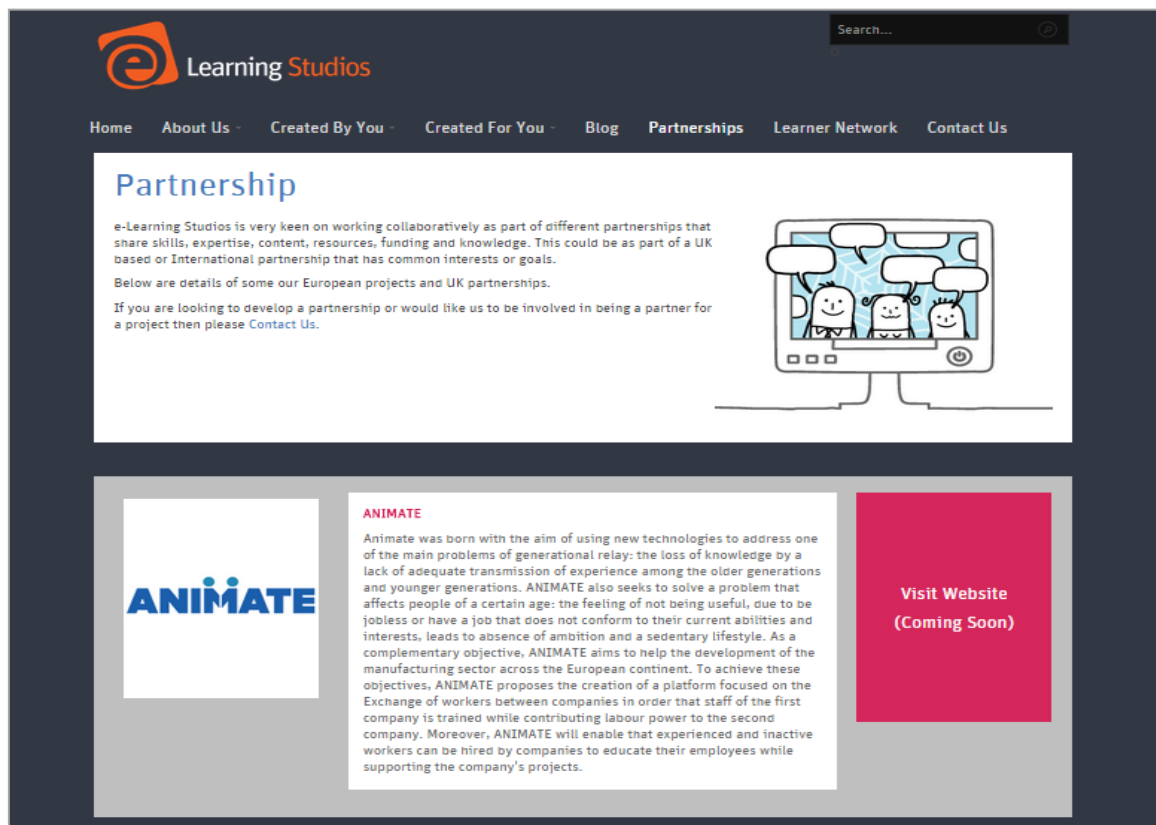 Search...
e Learning Studios
Home About Us - Created By You - Created For You - Blog Partnerships Learner Network Contact Us
Partnership
e-Learning Studios is very keen on working collaboratively as part of different partnerships that
share skills, expertise, content, resources, funding and knowledge. This could be as part of a UK
based or International partnership that has common interests or goals.
Below are details of some our European projects and UK partnerships.
If you are looking to develop a partnership or would like us to be involved in being a partner for
a project then please Contact Us.
ANIMATE
ANIMATE
Animate was born with the aim of using new technologies to address one
of the main problems of generational relay: the loss of knowledge by a
lack of adequate transmission of experience among the older generations
and younger generations. ANIMATE also seeks to solve a problem that
affects people of a certain age: the feeling of not being useful, due to be
jobless or have a job that does not conform to their current abilities and
interests, leads to absence of ambition and a sedentary lifestyle. As a
complementary objective, ANIMATE aims to help the development of the
manufacturing sector across the European continent. To achieve these
objectives, ANIMATE proposes the creation of a platform focused on the
Exchange of workers between companies in order that staff of the first
company is trained while contributing labour power to the second
company. Moreover, ANIMATE will enable that experienced and inactive
workers can be hired by companies to educate their employees while
supporting the company's projects.
Visit Website
(Coming Soon)